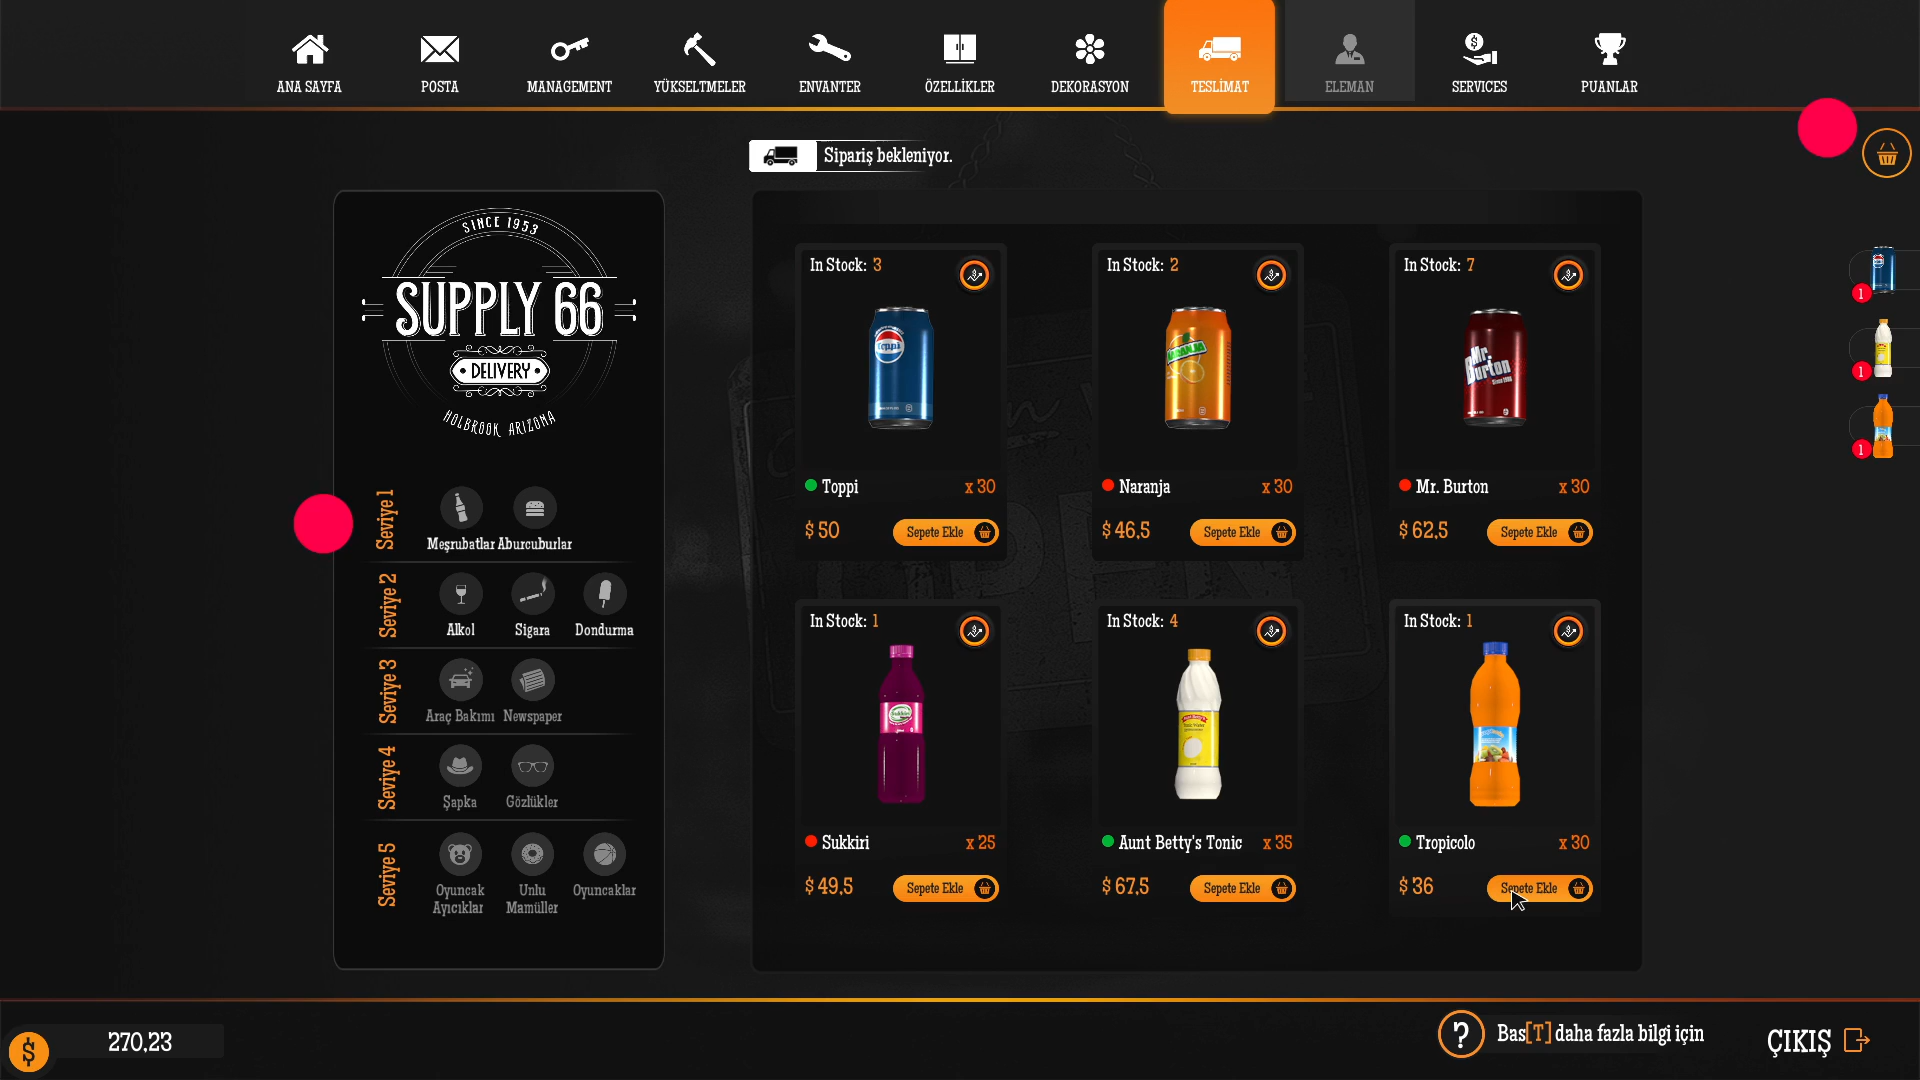 ANA SAYFA
POSTA
MANAGEMENT
YÜKSELTMELER
ENVANTER
ÖZELLİKLER
DEKORASYON
TESLİMAT
ELEMAN
SERVICES
PUANLAR
Sipariş bekleniyor.
SINCE 1953
SUPPLY 66
DELIVERY
HOLBROOK ARIZONA
Seviye 1
Meşrubatlar Aburcuburlar
Seviye 2
Alkol Sigara Dondurma
Seviye 3
Araç Bakımı Newspaper
Seviye 4
Şapka Gözlükler
Seviye 5
Oyuncak Ayıcıklar
Unlu Mamüller
Oyuncaklar
In Stock: 3
Toppi x 30
$ 50 Sepete Ekle
In Stock: 2
NARANJA
Naranja x 30
$ 46,5 Sepete Ekle
In Stock: 7
Mr. Burton
Mr. Burton x 30
$ 62,5 Sepete Ekle
In Stock: 1
Sukkiri x 25
$ 49,5 Sepete Ekle
In Stock: 4
Aunt Betty's Tonic x 35
$ 67,5 Sepete Ekle
In Stock: 1
Tropicolo x 30
$ 36 Sepete Ekle
1
1
1
$ 270,23
? Bas[T] daha fazla bilgi için
ÇIKIŞ